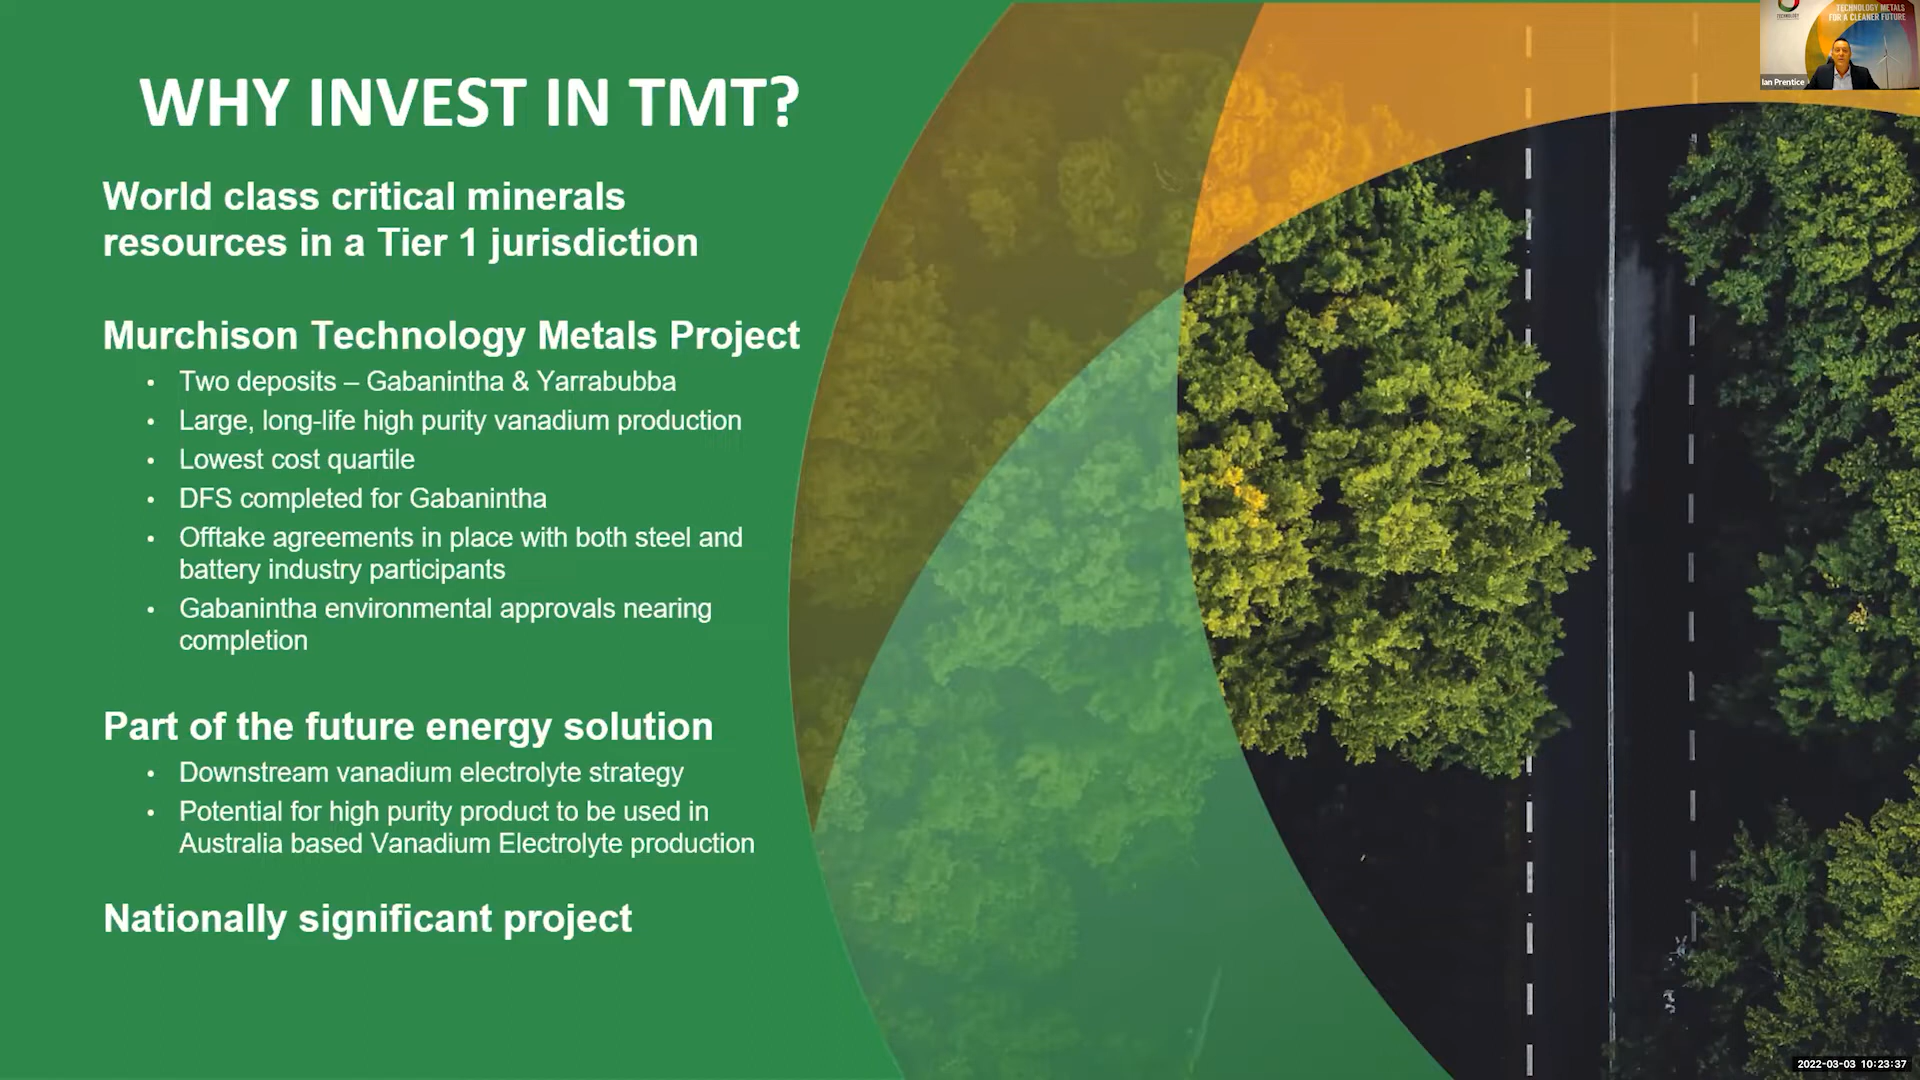 WHY INVEST IN TMT?
World class critical minerals
resources in a Tier 1 jurisdiction
Murchison Technology Metals Project
• Two deposits – Gabanintha & Yarrabubba
• Large, long-life high purity vanadium production
• Lowest cost quartile
• DFS completed for Gabanintha
• Offtake agreements in place with both steel and
battery industry participants
• Gabanintha environmental approvals nearing
completion
Part of the future energy solution
• Downstream vanadium electrolyte strategy
• Potential for high purity product to be used in
Australia based Vanadium Electrolyte production
Nationally significant project
TECHNOLOGY
TECHNOLOGY METALS
FOR A CLEANER FUTURE
Ian Prentice
2022-03-03 10:23:37